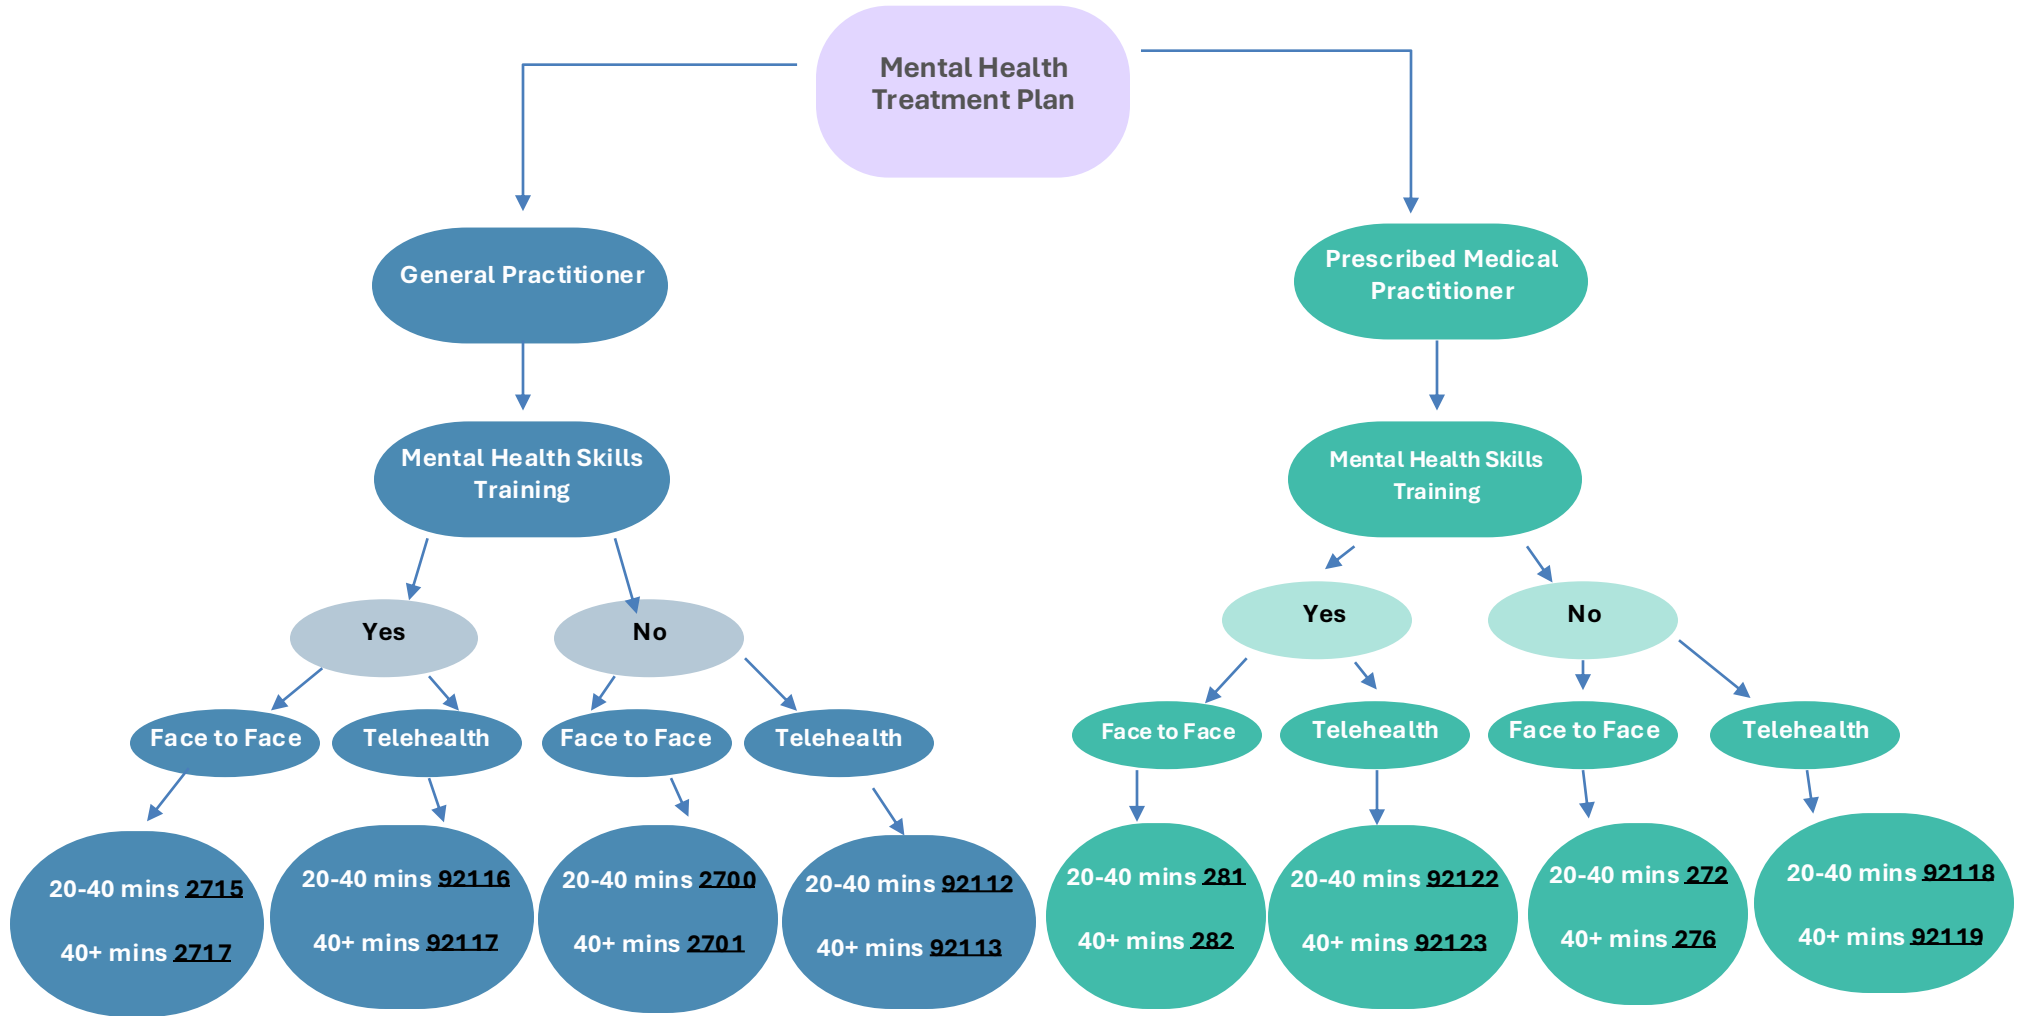 Mental Health
Treatment Plan
General Practitioner
Prescribed Medical
Practitioner
Mental Health Skills
Training
Mental Health Skills
Training
Yes
No
Yes
No
Face to Face
Telehealth
Face to Face
Telehealth
Face to Face
Telehealth
Face to Face
Telehealth
20-40 mins 2715
40+ mins 2717
20-40 mins 92116
40+ mins 92117
20-40 mins 2700
40+ mins 2701
20-40 mins 92112
40+ mins 92113
20-40 mins 281
40+ mins 282
20-40 mins 92122
40+ mins 92123
20-40 mins 272
40+ mins 276
20-40 mins 92118
40+ mins 92119